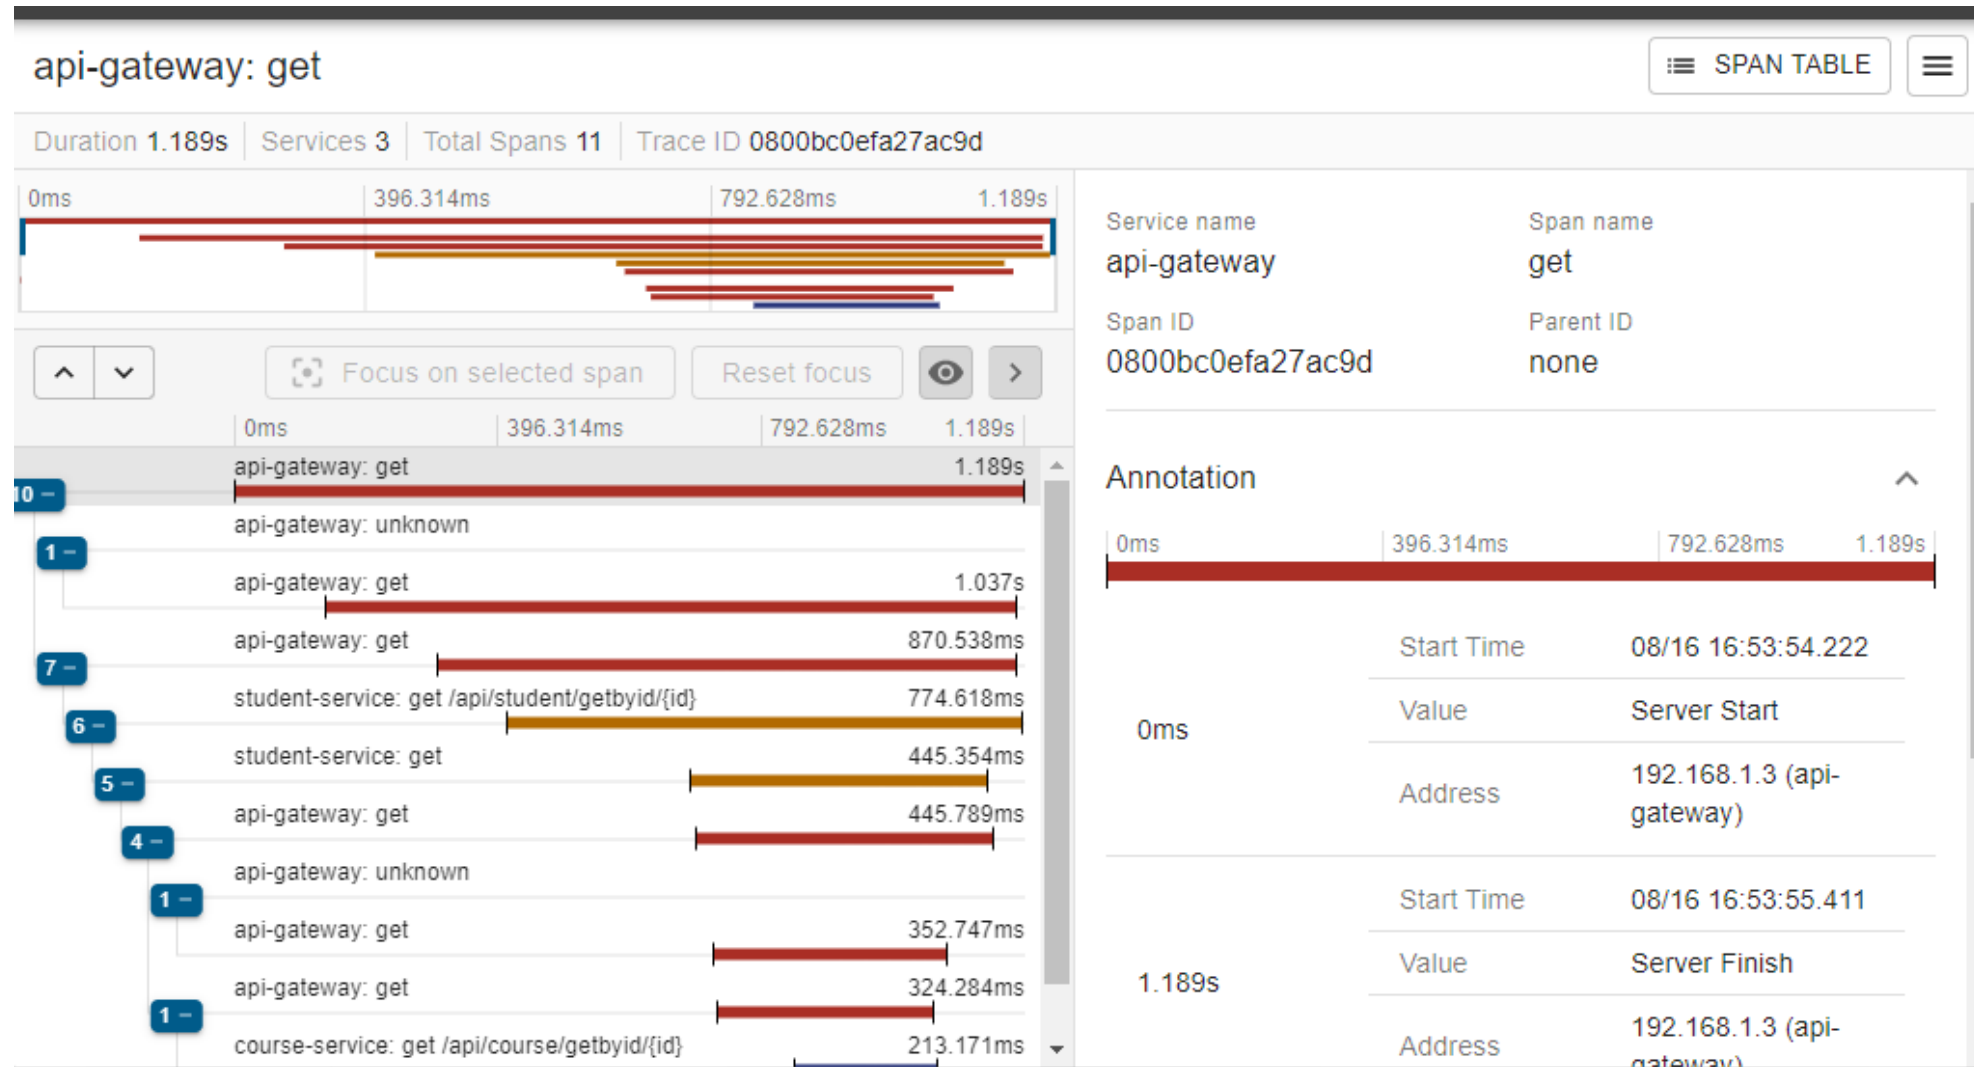 api-gateway: get
SPAN TABLE
Duration 1.189s Services 3 Total Spans 11 Trace ID 0800bc0efa27ac9d
0ms 396.314ms 792.628ms 1.189s
Focus on selected span Reset focus
0ms 396.314ms 792.628ms 1.189s
api-gateway: get 1.189s
10 −
api-gateway: unknown
1 −
api-gateway: get 1.037s
api-gateway: get 870.538ms
7 −
student-service: get /api/student/getbyid/{id} 774.618ms
6 −
student-service: get 445.354ms
5 −
api-gateway: get 445.789ms
4 −
api-gateway: unknown
1 −
api-gateway: get 352.747ms
api-gateway: get 324.284ms
1 −
course-service: get /api/course/getbyid/{id} 213.171ms
Service name Span name
api-gateway get
Span ID Parent ID
0800bc0efa27ac9d none
Annotation
0ms 396.314ms 792.628ms 1.189s
0ms
Start Time 08/16 16:53:54.222
Value Server Start
Address 192.168.1.3 (api-
gateway)
1.189s
Start Time 08/16 16:53:55.411
Value Server Finish
Address 192.168.1.3 (api-
gateway)